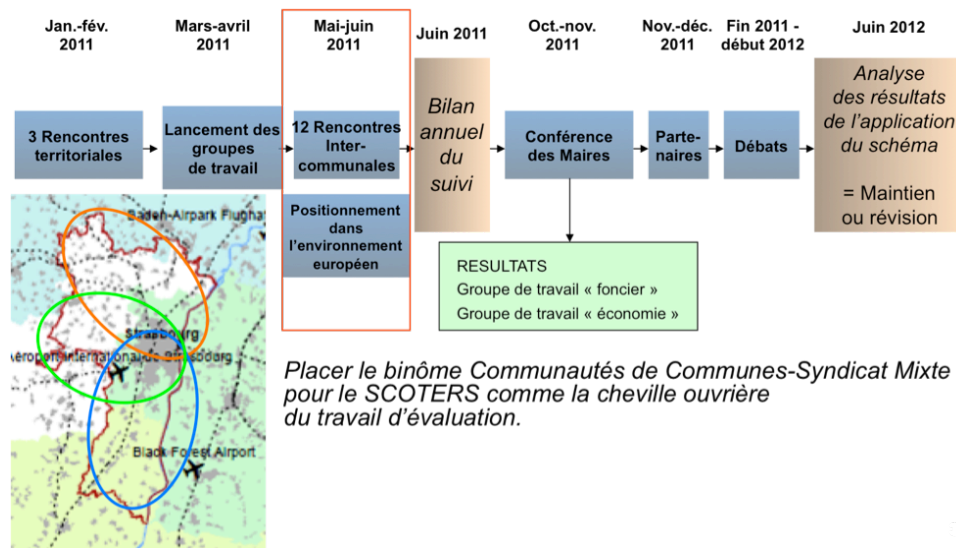 Jan.-fév.
2011
Mars-avril
2011
Mai-juin
2011
Juin 2011
Oct.-nov.
2011
Nov.-déc.
2011
Fin 2011 -
début 2012
Juin 2012
3 Rencontres
territoriales
Lancement des
groupes
de travail
12 Rencontres
Inter-
communales
Positionnement
dans
l'environnement
européen
Bilan
annuel
du
suivi
Conférence
des Maires
Parte-
naires
Débats
Analyse
des résultats
de l'application
du schéma
= Maintien
ou révision
RESULTATS
Groupe de travail « foncier »
Groupe de travail « économie »
Baden-Airpark Flugha
Strasbourg
Aéroport international de Strasbourg
Black Forest Airport
Placer le binôme Communautés de Communes-Syndicat Mixte
pour le SCOTERS comme la cheville ouvrière
du travail d'évaluation.